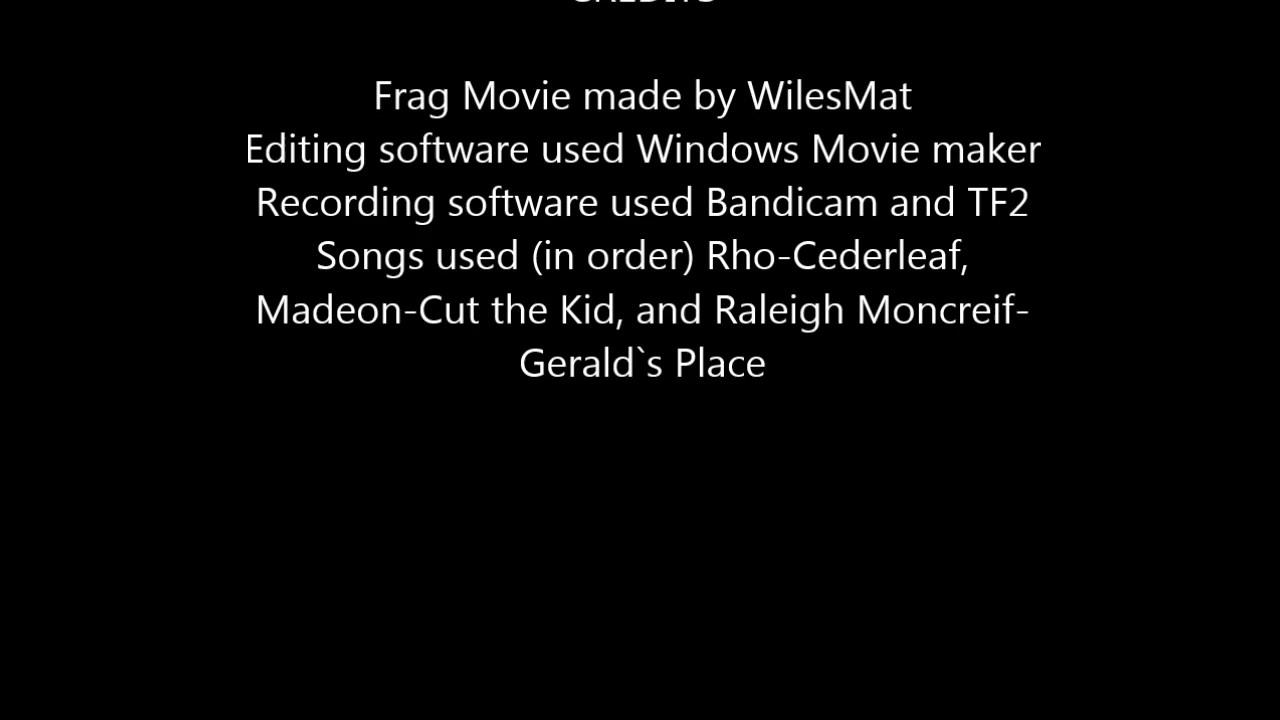 CREDITS
Frag Movie made by WilesMat
Editing software used Windows Movie maker
Recording software used Bandicam and TF2
Songs used (in order) Rho-Cederleaf,
Madeon-Cut the Kid, and Raleigh Moncreif-
Gerald`s Place